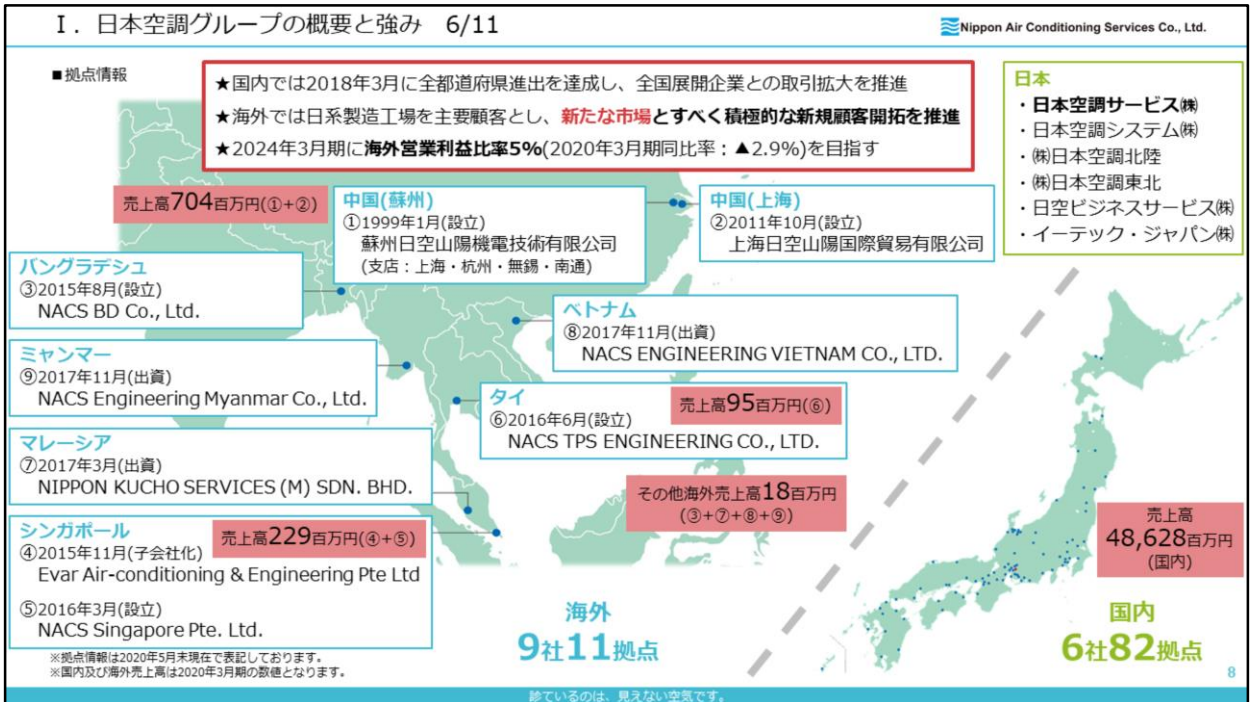 Ⅰ．日本空調グループの概要と強み 6/11
Nippon Air Conditioning Services Co., Ltd.
■拠点情報
★国内では2018年3月に全都道府県進出を達成し、全国展開企業との取引拡大を推進
★海外では日系製造工場を主要顧客とし、新たな市場とすべく積極的な新規顧客開拓を推進
★2024年3月期に海外営業利益比率5%(2020年3月期同比率：▲2.9%)を目指す
日本
・日本空調サービス㈱
・日本空調システム㈱
・㈱日本空調北陸
・㈱日本空調東北
・日空ビジネスサービス㈱
・イーテック・ジャパン㈱
売上高704百万円(①+②)
中国(蘇州)
①1999年1月(設立)
蘇州日空山陽機電技術有限公司
(支店：上海・杭州・無錫・南通)
中国(上海)
②2011年10月(設立)
上海日空山陽国際貿易有限公司
バングラデシュ
③2015年8月(設立)
NACS BD Co., Ltd.
ベトナム
⑧2017年11月(出資)
NACS ENGINEERING VIETNAM CO., LTD.
ミャンマー
⑨2017年11月(出資)
NACS Engineering Myanmar Co., Ltd.
タイ
⑥2016年6月(設立)
NACS TPS ENGINEERING CO., LTD.
売上高95百万円(⑥)
マレーシア
⑦2017年3月(出資)
NIPPON KUCHO SERVICES (M) SDN. BHD.
その他海外売上高18百万円
(③+⑦+⑧+⑨)
シンガポール
④2015年11月(子会社化)
Evar Air-conditioning & Engineering Pte Ltd
⑤2016年3月(設立)
NACS Singapore Pte. Ltd.
売上高229百万円(④+⑤)
売上高
48,628百万円
(国内)
海外
9社11拠点
国内
6社82拠点
※拠点情報は2020年5月末現在で表記しております。
※国内及び海外売上高は2020年3月期の数値となります。
8
診ているのは、見えない空気です。